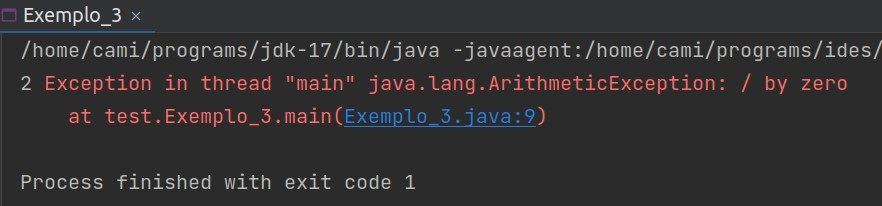 Exemplo_3 ×
/home/cami/programs/jdk-17/bin/java -javaagent:/home/cami/programs/ides/
2 Exception in thread "main" java.lang.ArithmeticException: / by zero
at test.Exemplo_3.main(Exemplo_3.java:9)
Process finished with exit code 1